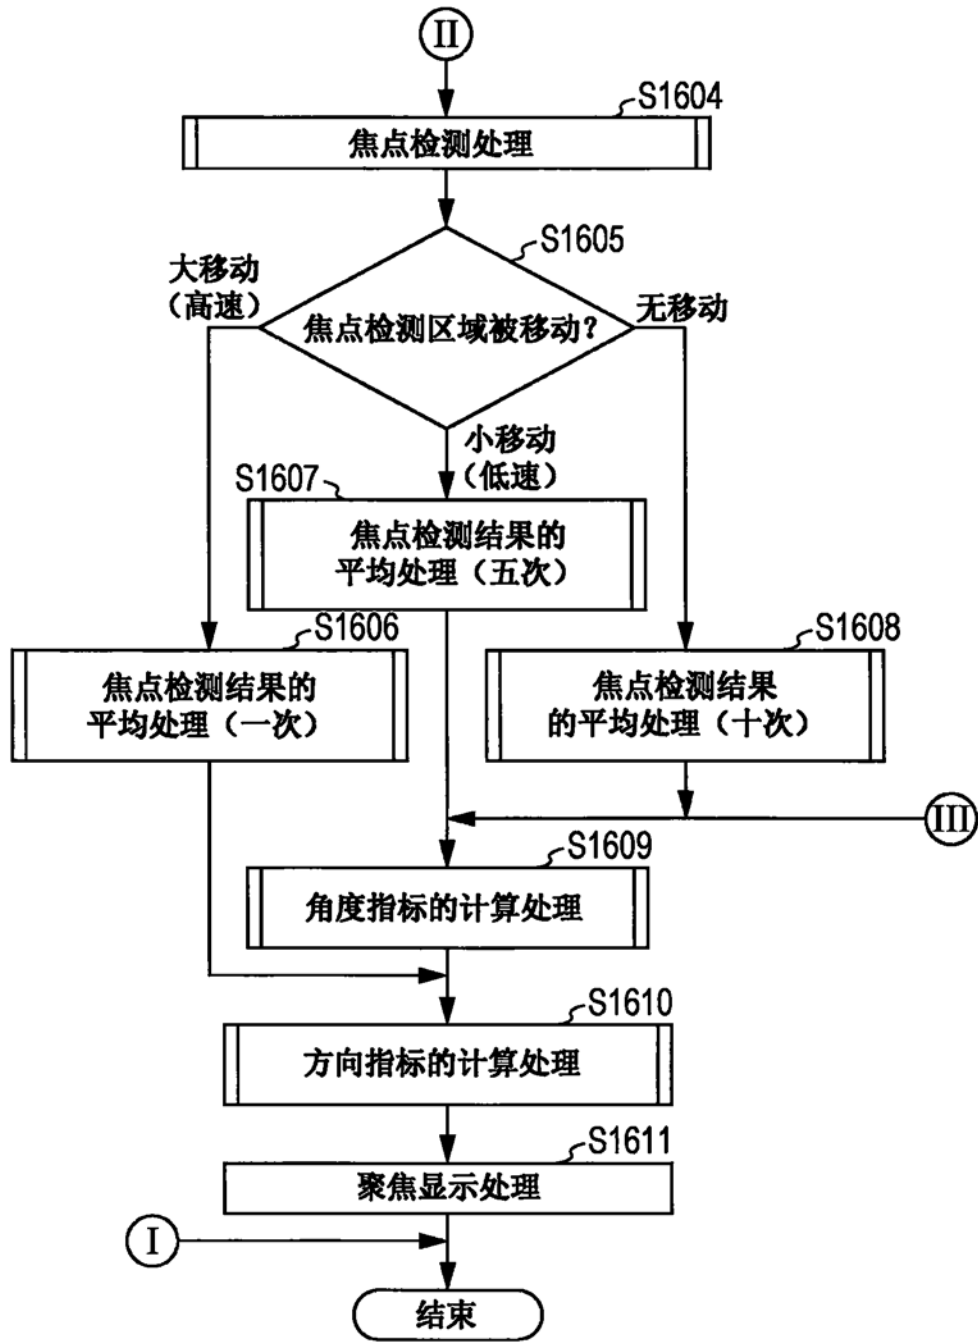 II
S1604
焦点检测处理
S1605
大移动
（高速）
焦点检测区域被移动？
无移动
小移动
（低速）
S1607
焦点检测结果的
平均处理（五次）
S1606
焦点检测结果的
平均处理（一次）
S1608
焦点检测结果
的平均处理（十次）
III
S1609
角度指标的计算处理
S1610
方向指标的计算处理
S1611
聚焦显示处理
I
结束